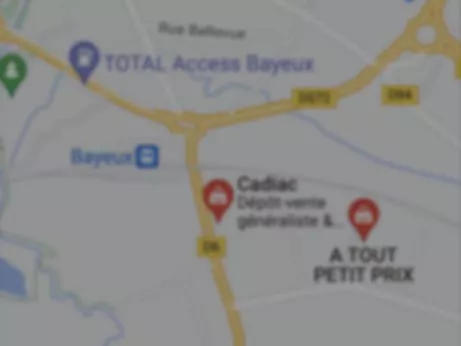 Rue Bellevue
TOTAL Access Bayeux
D572
D94
Bayeux
Cadiac
Dépôt-vente
généraliste &...
D6
A TOUT
PETIT PRIX